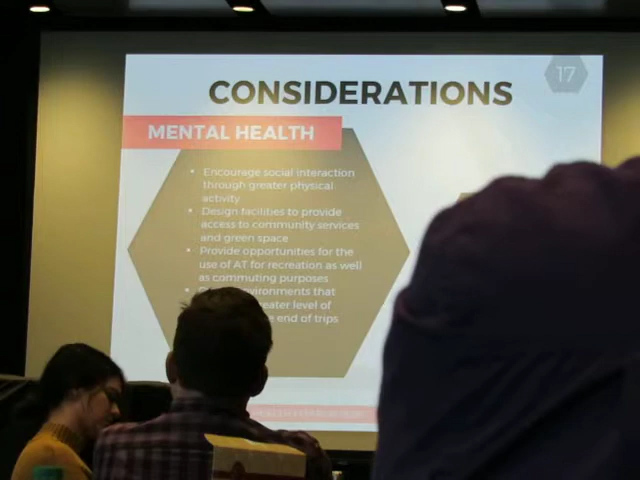 17
CONSIDERATIONS
MENTAL HEALTH
• Encourage social interaction
through greater physical
activity
• Design facilities to provide
access to community services
and green space
• Provide opportunities for the
use of AT for recreation as well
as commuting purposes
environments that
level of
end of trips